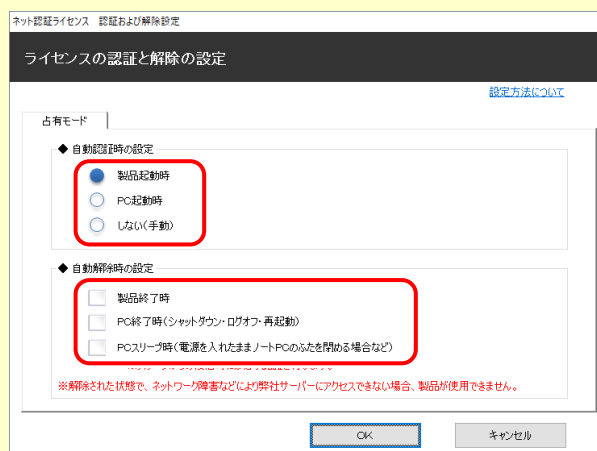 ネット認証ライセンス　認証および解除設定
ライセンスの認証と解除の設定
設定方法について
占有モード
◆ 自動認証時の設定
製品起動時
PC起動時
しない(手動)
◆ 自動解除時の設定
製品終了時
PC終了時(シャットダウン・ログオフ・再起動)
PCスリープ時(電源を入れたままノートPCのふたを閉める場合など)
※解除された状態で、ネットワーク障害などにより弊社サーバーにアクセスできない場合、製品が使用できません。
OK
キャンセル